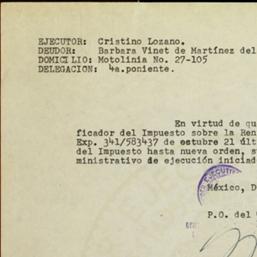 EJECUTOR: Cristino Lozano.
DEUDOR: Barbara Vinet de Martínez del
DOMICILIO: Motolinia No. 27-105
DELEGACION: 4a.poniente.
En virtud de qu
ficador del Impuesto sobre la Ren
Exp. 341/583437 de octubre 21 últ
del Impuesto hasta nueva orden, s
ministrativo de ejecución iniciad
México, D
P.O. del